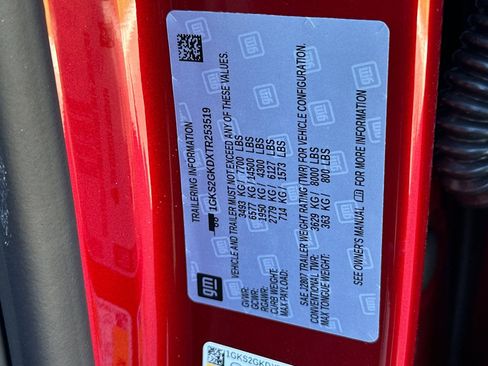 gm
TRAILERING INFORMATION
1GKS2GKDXTR253519
VEHICLE AND TRAILER MUST NOT EXCEED ANY OF THESE VALUES.
GVWR: 3493 KG / 7700 LBS
GCWR: 6577 KG / 14500 LBS
RGAWR: 1950 KG / 4300 LBS
CURB WEIGHT: 2779 KG / 6127 LBS
MAX PAYLOAD: 714 KG / 1573 LBS
SAE J2807 TRAILER WEIGHT RATING (TWR) FOR VEHICLE CONFIGURATION.
CONVENTIONAL TWR: 3629 KG / 8000 LBS
MAX TONGUE WEIGHT: 363 KG / 800 LBS
SEE OWNER'S MANUAL FOR MORE INFORMATION